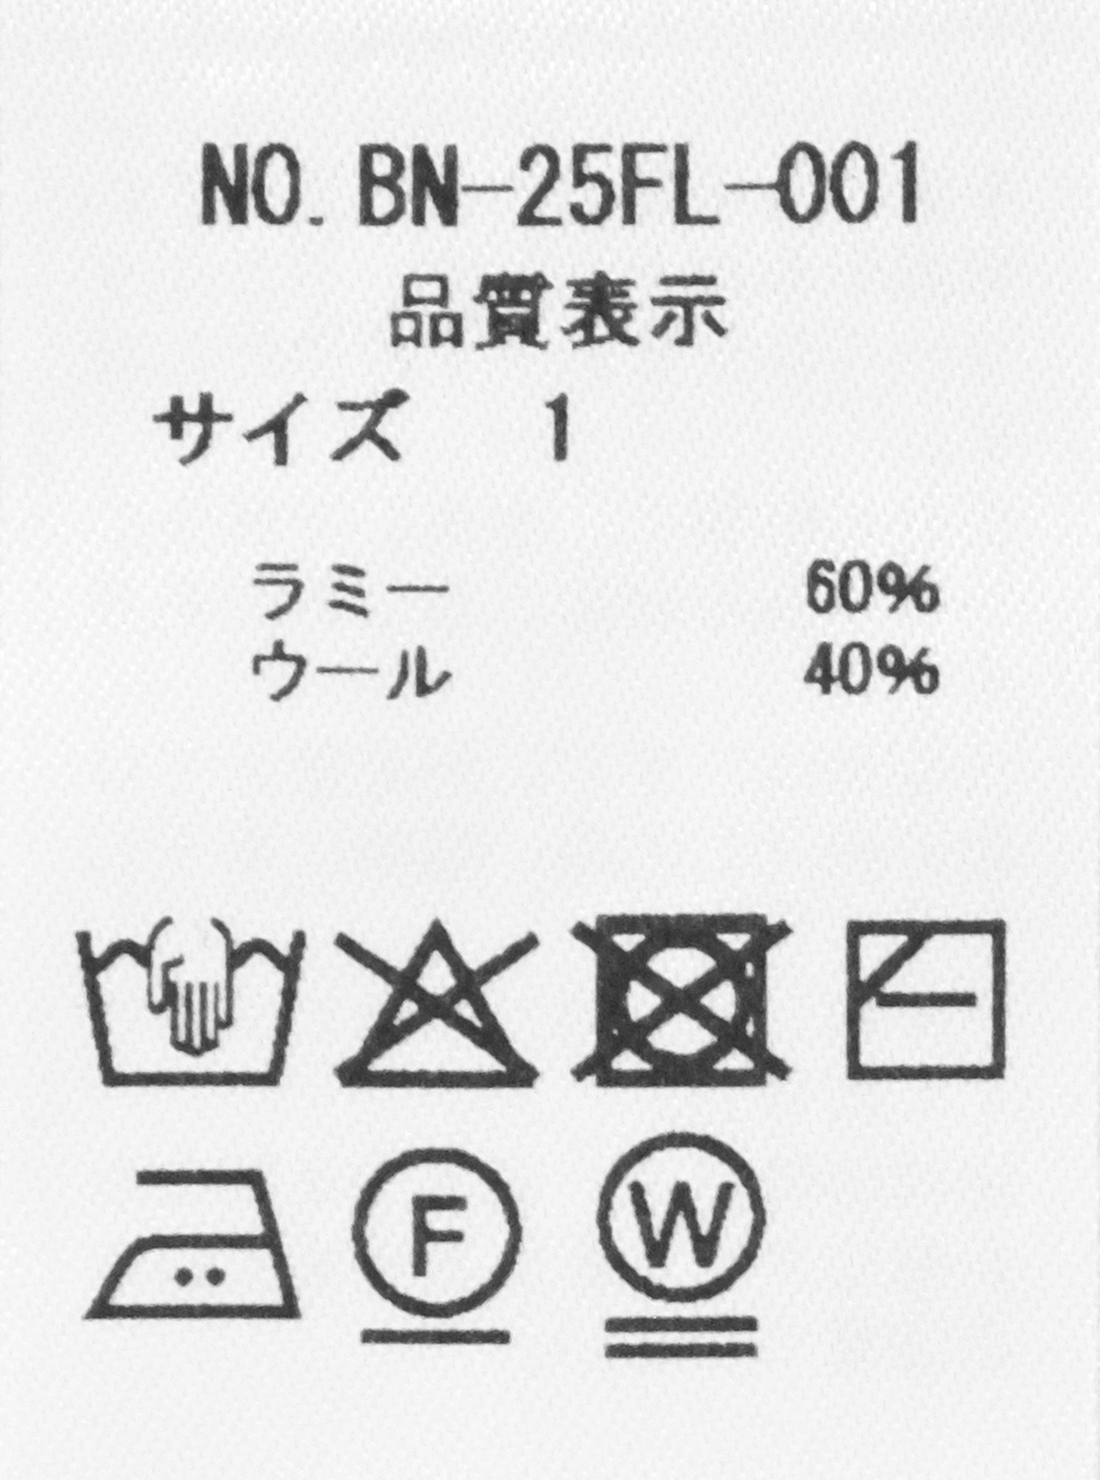 NO. BN-25FL-001
品質表示
サイズ 1
ラミー 60%
ウール 40%
F W